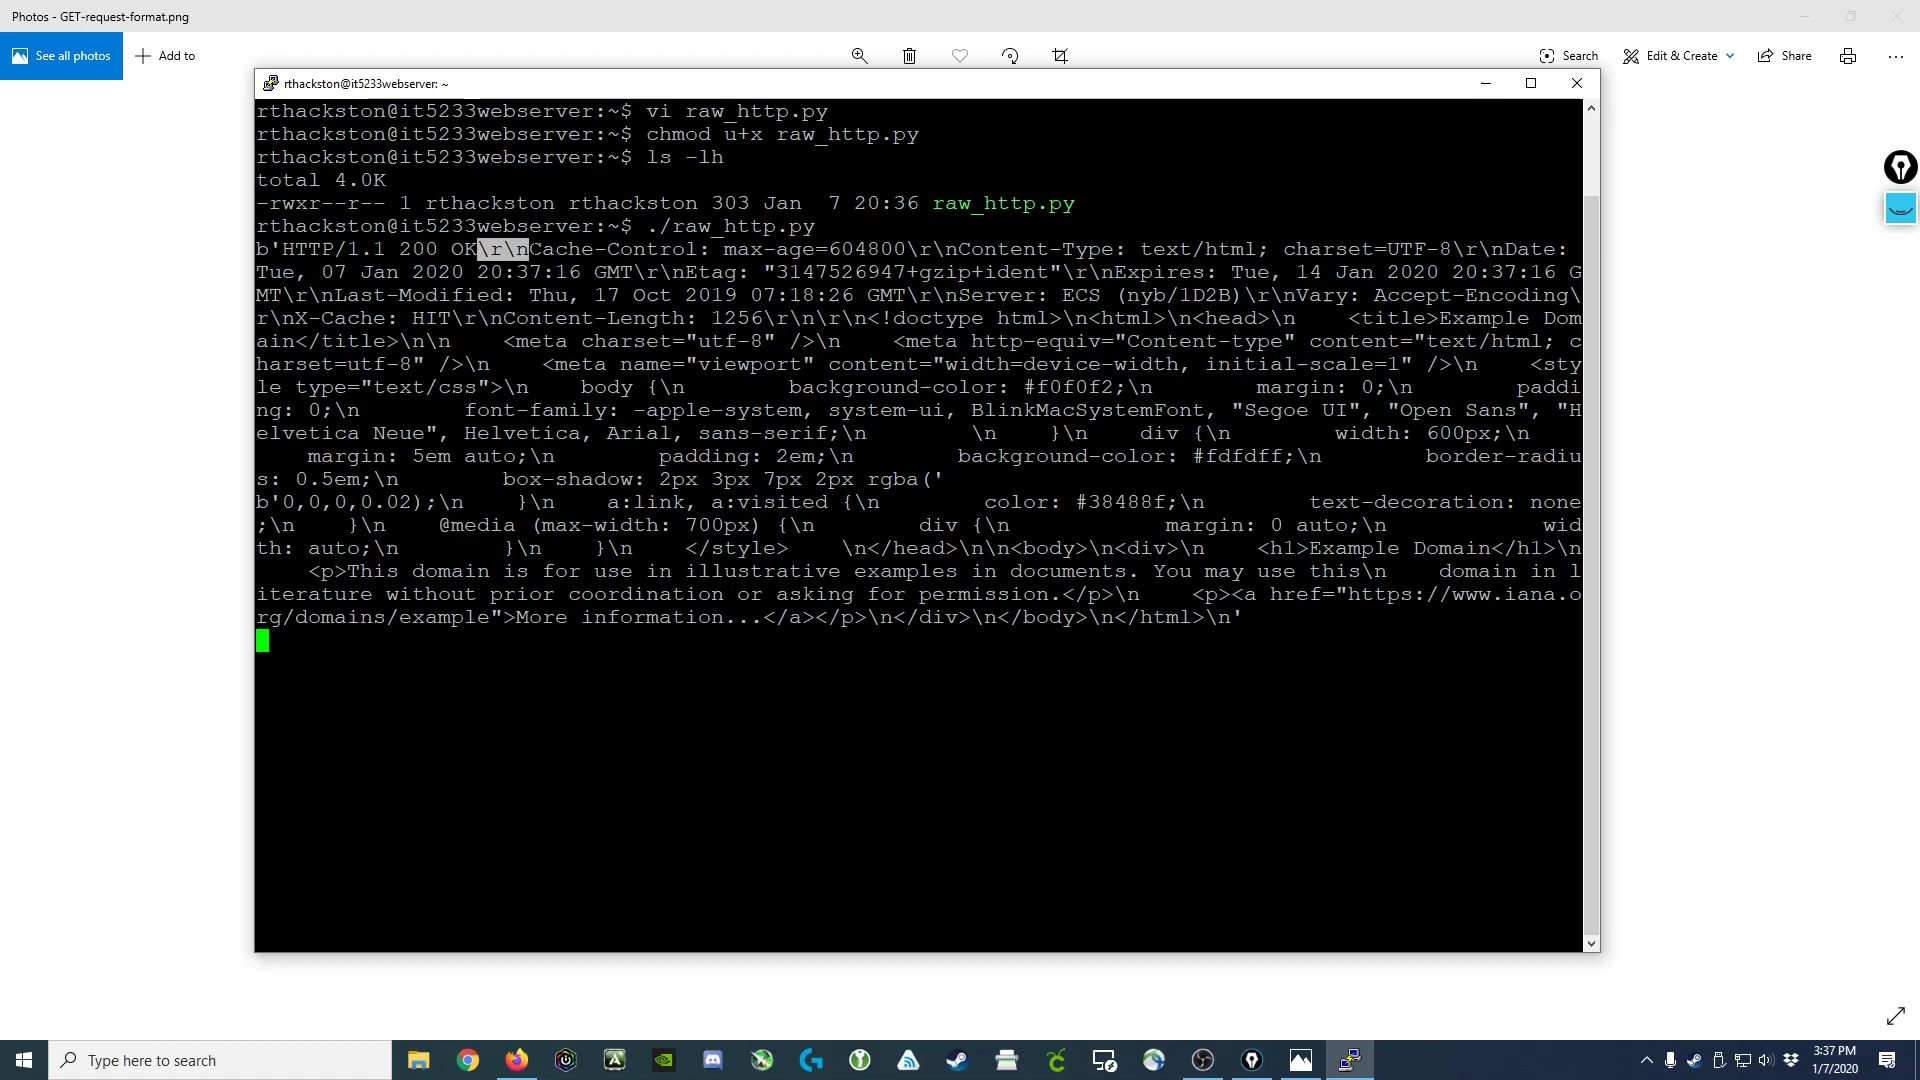 Photos - GET-request-format.png
See all photos
Add to
Search
Edit & Create
Share
rthackston@it5233webserver: ~
rthackston@it5233webserver:~$ vi raw_http.py
rthackston@it5233webserver:~$ chmod u+x raw_http.py
rthackston@it5233webserver:~$ ls -lh
total 4.0K
-rwxr--r-- 1 rthackston rthackston 303 Jan  7 20:36 raw_http.py
rthackston@it5233webserver:~$ ./raw_http.py
b'HTTP/1.1 200 OK\r\nCache-Control: max-age=604800\r\nContent-Type: text/html; charset=UTF-8\r\nDate:
Tue, 07 Jan 2020 20:37:16 GMT\r\nEtag: "3147526947+gzip+ident"\r\nExpires: Tue, 14 Jan 2020 20:37:16 G
MT\r\nLast-Modified: Thu, 17 Oct 2019 07:18:26 GMT\r\nServer: ECS (nyb/1D2B)\r\nVary: Accept-Encoding\
r\nX-Cache: HIT\r\nContent-Length: 1256\r\n\r\n<!doctype html>\n<html>\n<head>\n    <title>Example Dom
ain</title>\n\n    <meta charset="utf-8" />\n    <meta http-equiv="Content-type" content="text/html; c
harset=utf-8" />\n    <meta name="viewport" content="width=device-width, initial-scale=1" />\n    <sty
le type="text/css">\n    body {\n        background-color: #f0f0f2;\n        margin: 0;\n        paddi
ng: 0;\n        font-family: -apple-system, system-ui, BlinkMacSystemFont, "Segoe UI", "Open Sans", "H
elvetica Neue", Helvetica, Arial, sans-serif;\n        \n    }\n    div {\n        width: 600px;\n
    margin: 5em auto;\n        padding: 2em;\n        background-color: #fdfdff;\n        border-radiu
s: 0.5em;\n        box-shadow: 2px 3px 7px 2px rgba('
b'0,0,0,0.02);\n    }\n    a:link, a:visited {\n        color: #38488f;\n        text-decoration: none
;\n    }\n    @media (max-width: 700px) {\n        div {\n            margin: 0 auto;\n            wid
th: auto;\n        }\n    }\n    </style>    \n</head>\n\n<body>\n<div>\n    <h1>Example Domain</h1>\n
    <p>This domain is for use in illustrative examples in documents. You may use this\n    domain in l
iterature without prior coordination or asking for permission.</p>\n    <p><a href="https://www.iana.o
rg/domains/example">More information...</a></p>\n</div>\n</body>\n</html>\n'
Type here to search
3:37 PM
1/7/2020